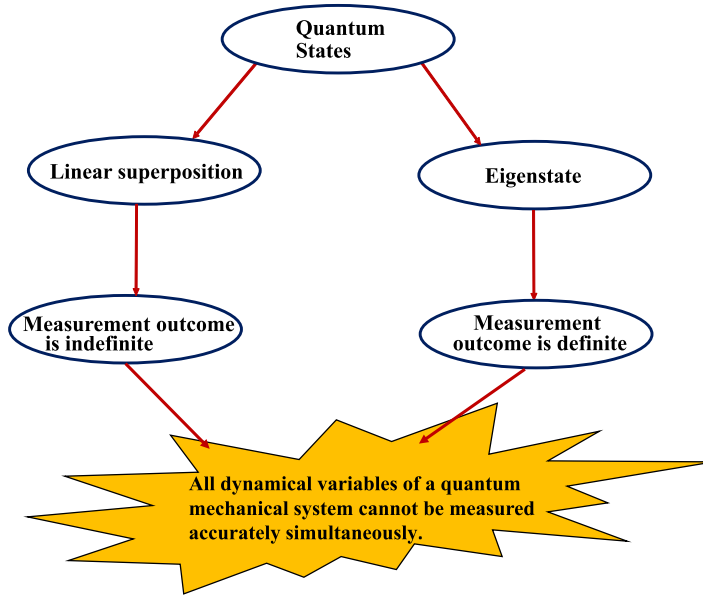 Quantum
States
Linear superposition
Eigenstate
Measurement outcome
is indefinite
Measurement
outcome is definite
All dynamical variables of a quantum
mechanical system cannot be measured
accurately simultaneously.